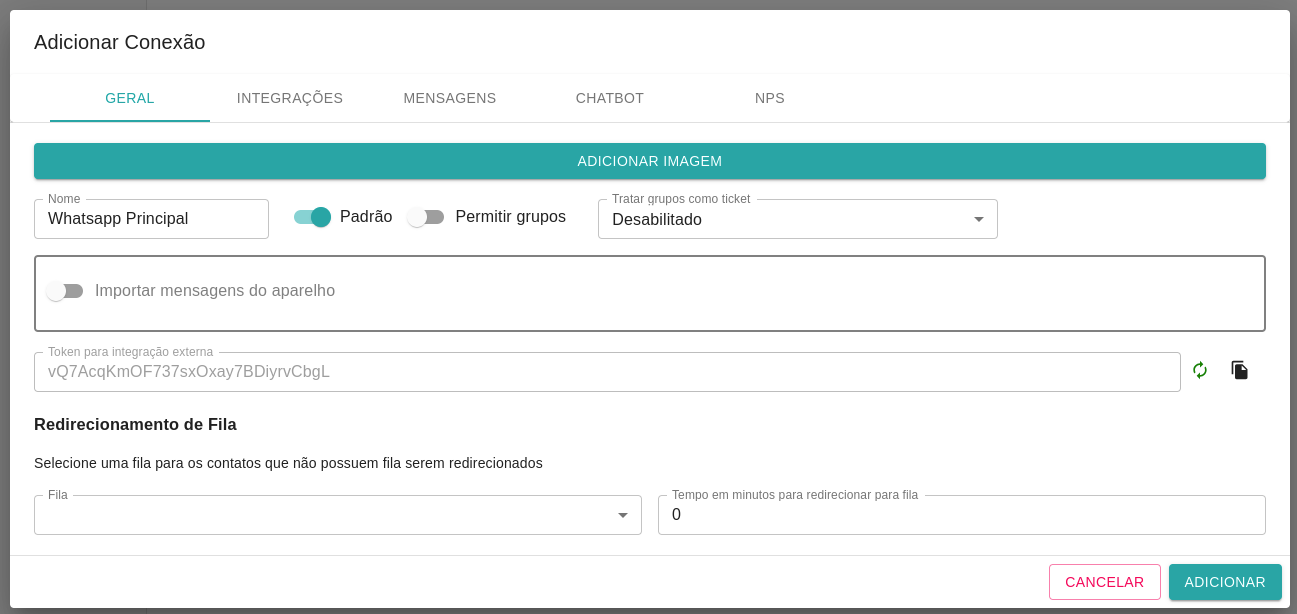 Adicionar Conexão
GERAL INTEGRAÇÕES MENSAGENS CHATBOT NPS
ADICIONAR IMAGEM
Nome
Whatsapp Principal
Padrão
Permitir grupos
Tratar grupos como ticket
Desabilitado
Importar mensagens do aparelho
Token para integração externa
vQ7AcqKmOF737sxOxay7BDiyrvCbgL
Redirecionamento de Fila
Selecione uma fila para os contatos que não possuem fila serem redirecionados
Fila
Tempo em minutos para redirecionar para fila
0
CANCELAR ADICIONAR